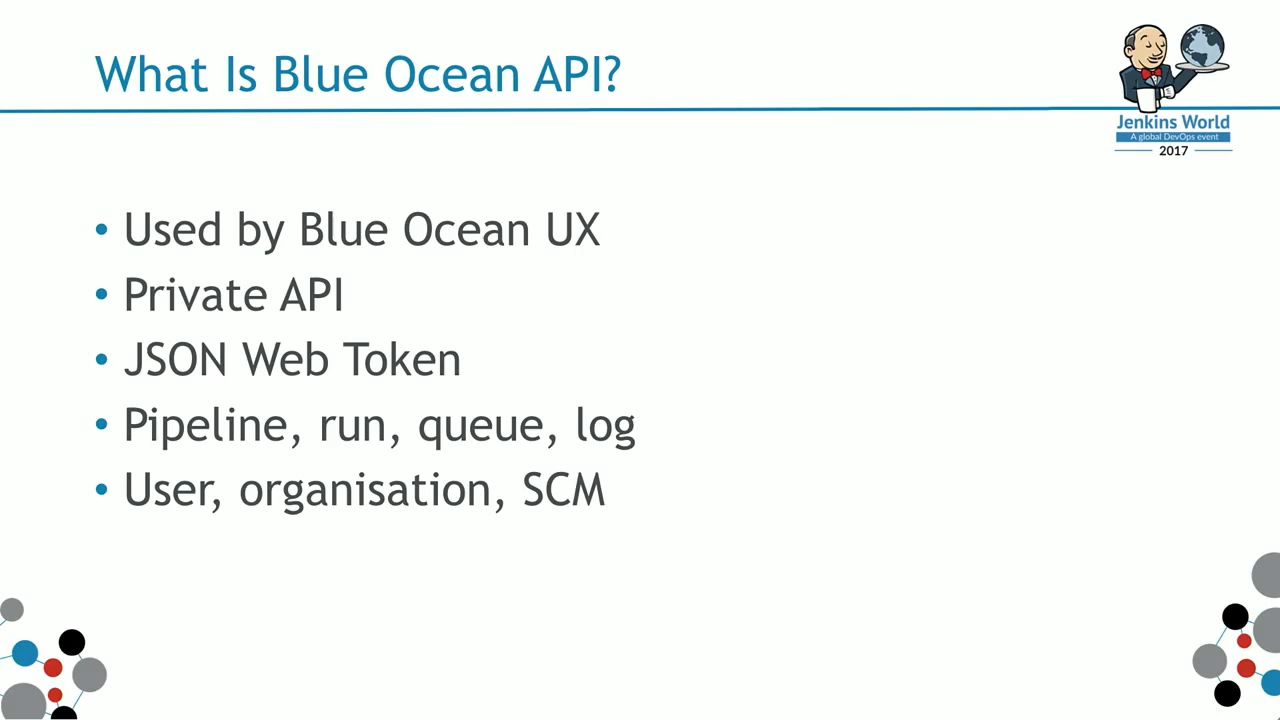 What Is Blue Ocean API?
Jenkins World
A global DevOps event
2017
• Used by Blue Ocean UX
• Private API
• JSON Web Token
• Pipeline, run, queue, log
• User, organisation, SCM